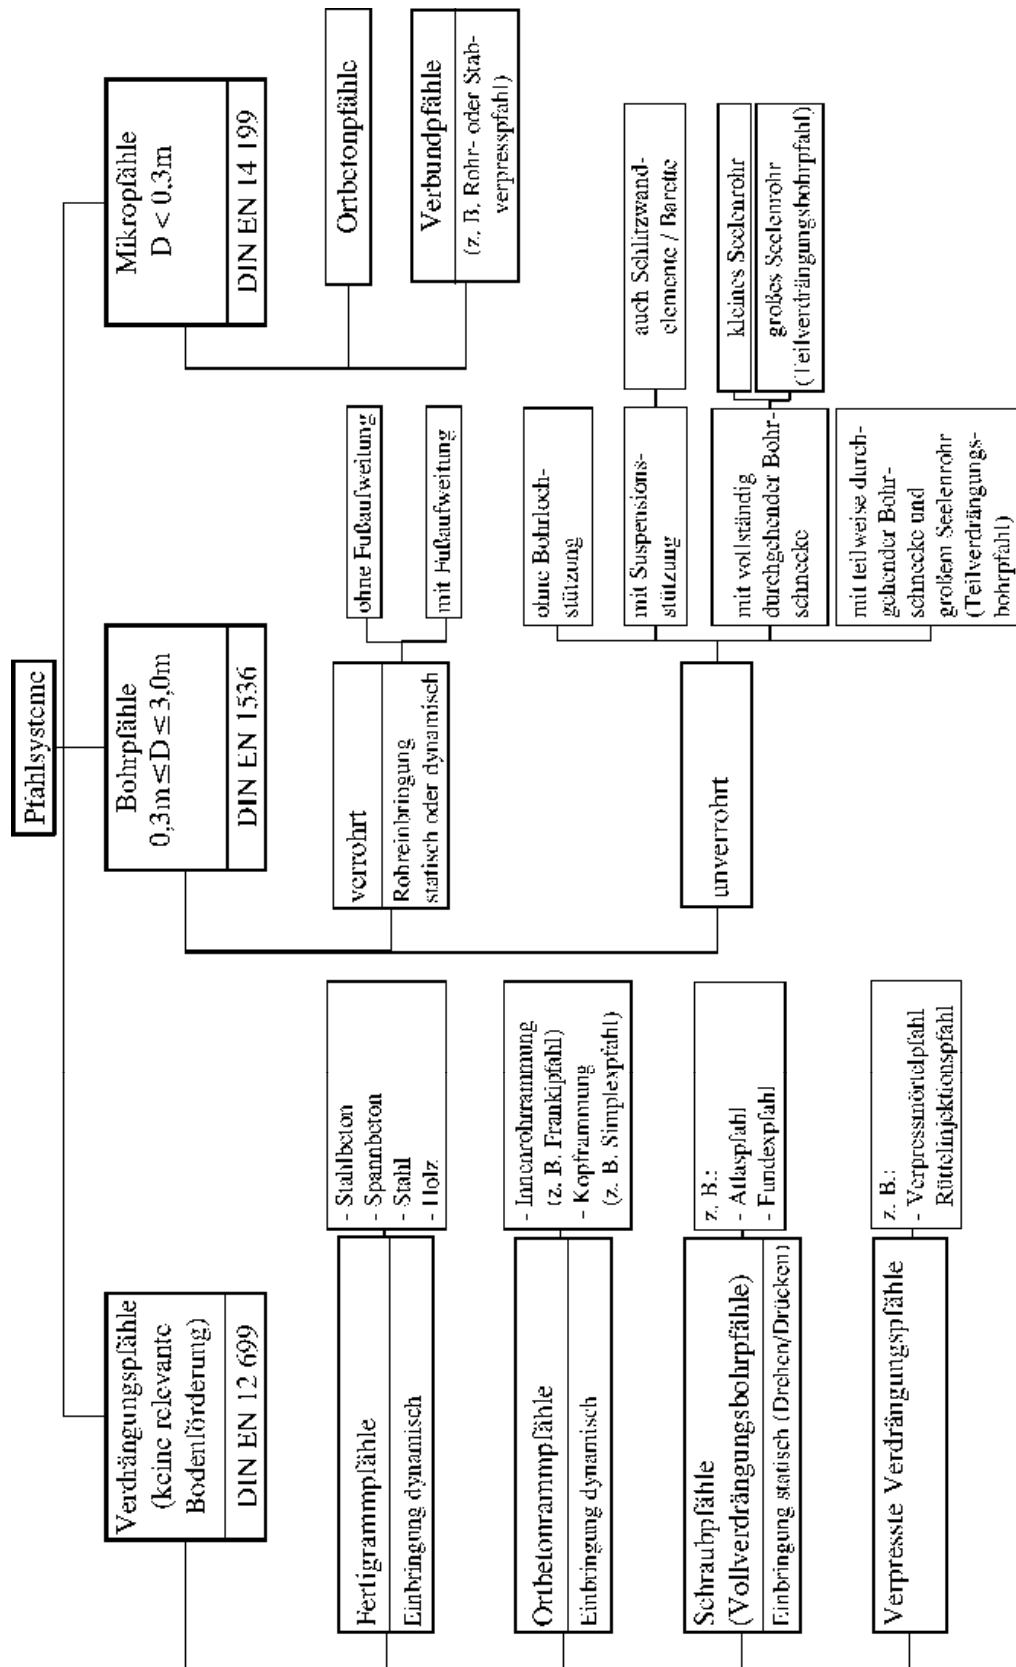 Pfahlsysteme
Verdrängungspfähle
(keine relevante
Bodenförderung)
DIN EN 12 699
Bohrpfähle
0,3m≤D≤3,0m
DIN EN 1536
Mikropfähle
D < 0,3m
DIN EN 14 199
Fertigrammpfähle
Einbringung dynamisch
- Stahlbeton
- Spannbeton
- Stahl
- Holz
Ortbetonrammpfähle
Einbringung dynamisch
- Innenrohrrammung
(z. B. Frankipfahl)
- Kopframmung
(z. B. Simplexpfahl)
Schraubpfähle
(Vollverdrängungsbohrpfähle)
Einbringung statisch (Drehen/Drücken)
z. B.:
- Atlaspfahl
- Fundexpfahl
Verpresste Verdrängungspfähle
z. B.:
- Verpressmörtelpfahl
Rüttelinjektionspfahl
verrohrt
Rohreinbringung
statisch oder dynamisch
ohne Fußaufweitung
mit Fußaufweitung
unverrohrt
ohne Bohrloch-
stützung
mit Suspensions-
stützung
auch Schlitzwand-
elemente / Barette
mit vollständig
durchgehender Bohr-
schnecke
kleines Seelenrohr
großes Seelenrohr
(Teilverdrängungsbohrpfahl)
mit teilweise durch-
gehender Bohr-
schnecke und
großem Seelenrohr
(Teilverdrängungs-
bohrpfahl)
Ortbetonpfähle
Verbundpfähle
(z. B. Rohr- oder Stab-
verpresspfahl)